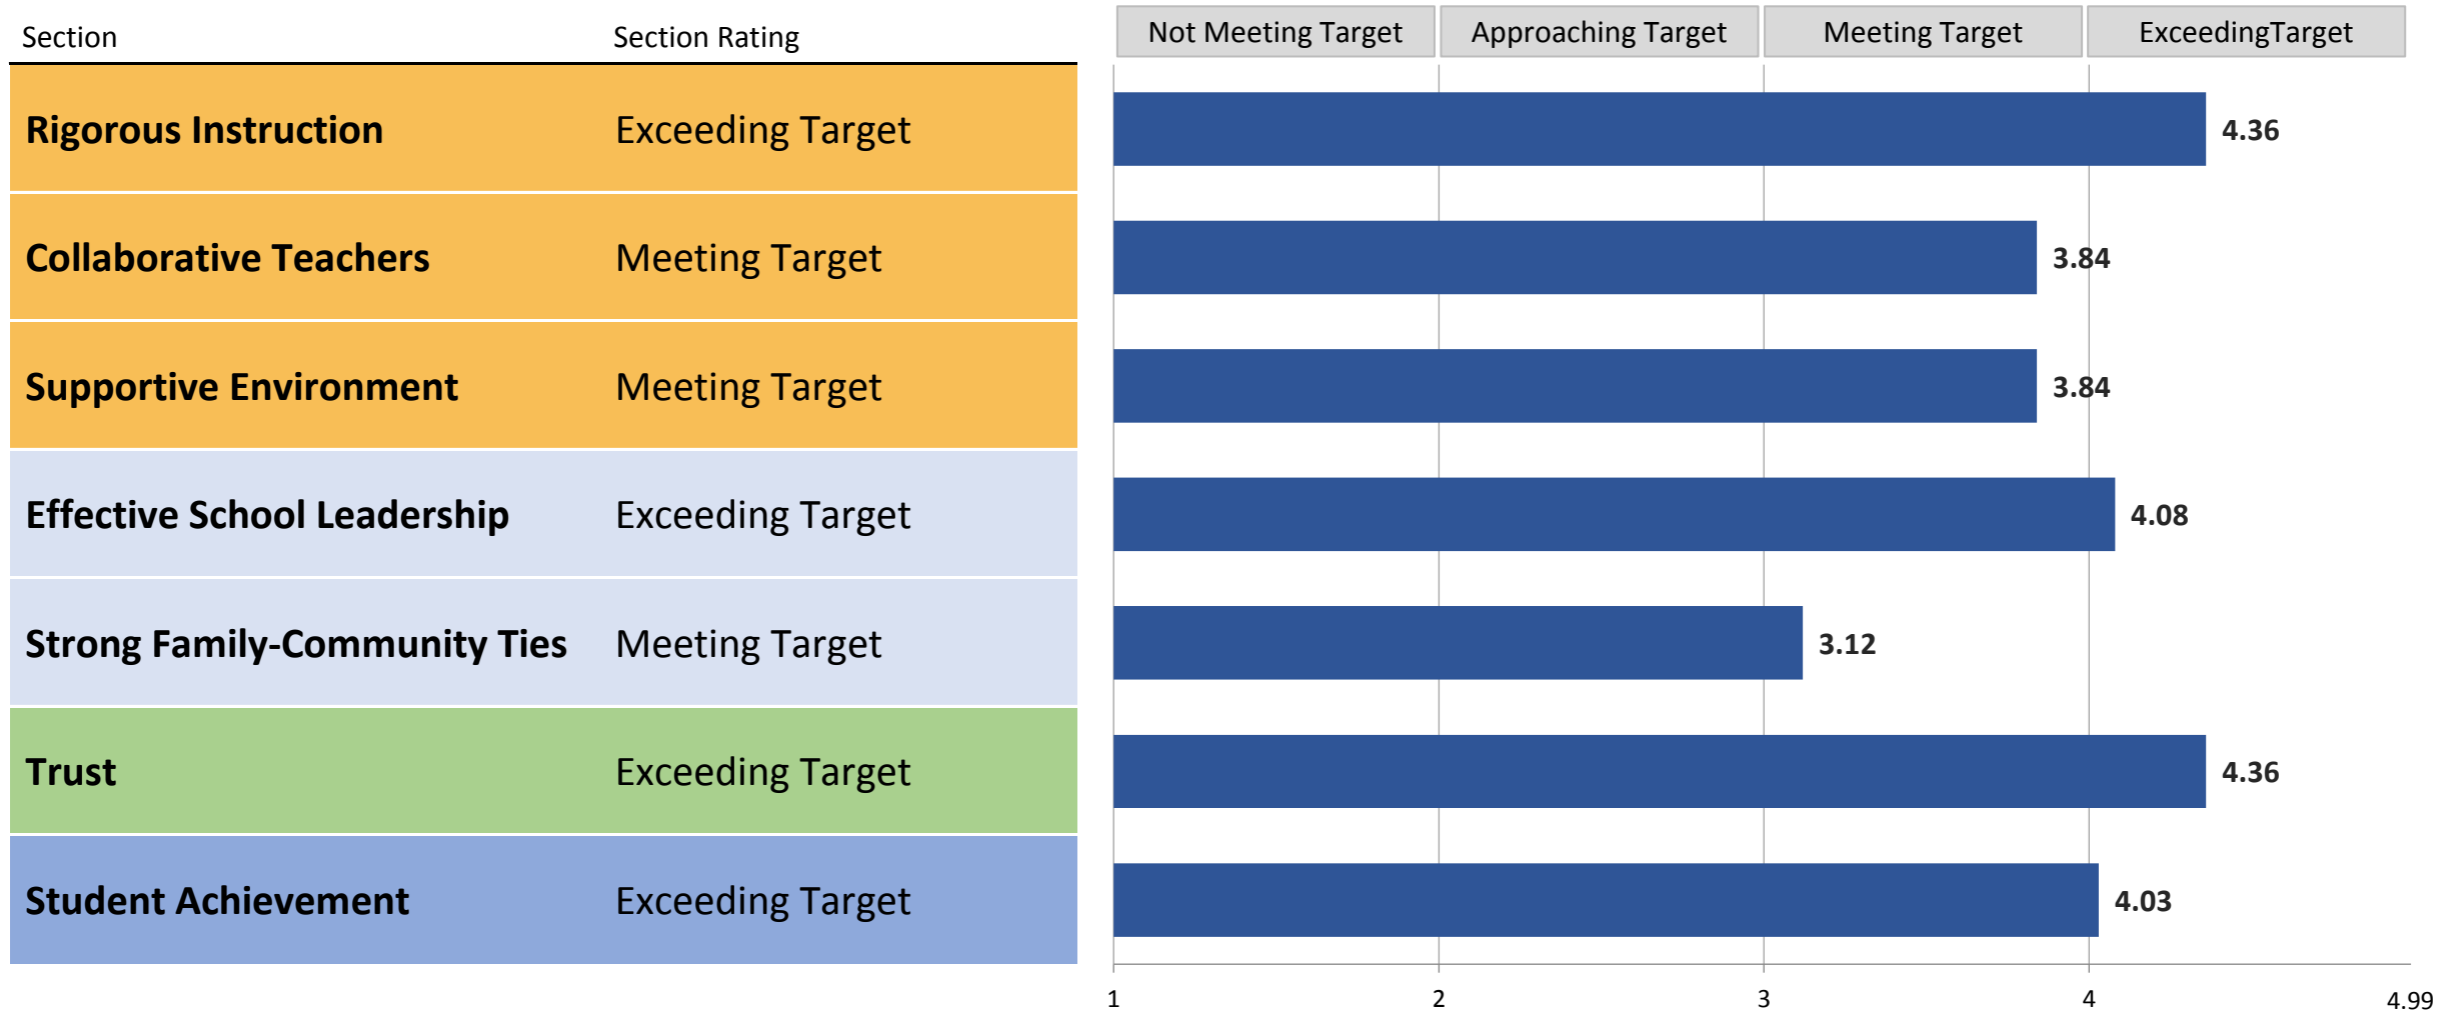 Section Section Rating Not Meeting Target Approaching Target Meeting Target ExceedingTarget
Rigorous Instruction Exceeding Target 4.36
Collaborative Teachers Meeting Target 3.84
Supportive Environment Meeting Target 3.84
Effective School Leadership Exceeding Target 4.08
Strong Family-Community Ties Meeting Target 3.12
Trust Exceeding Target 4.36
Student Achievement Exceeding Target 4.03
1 2 3 4 4.99